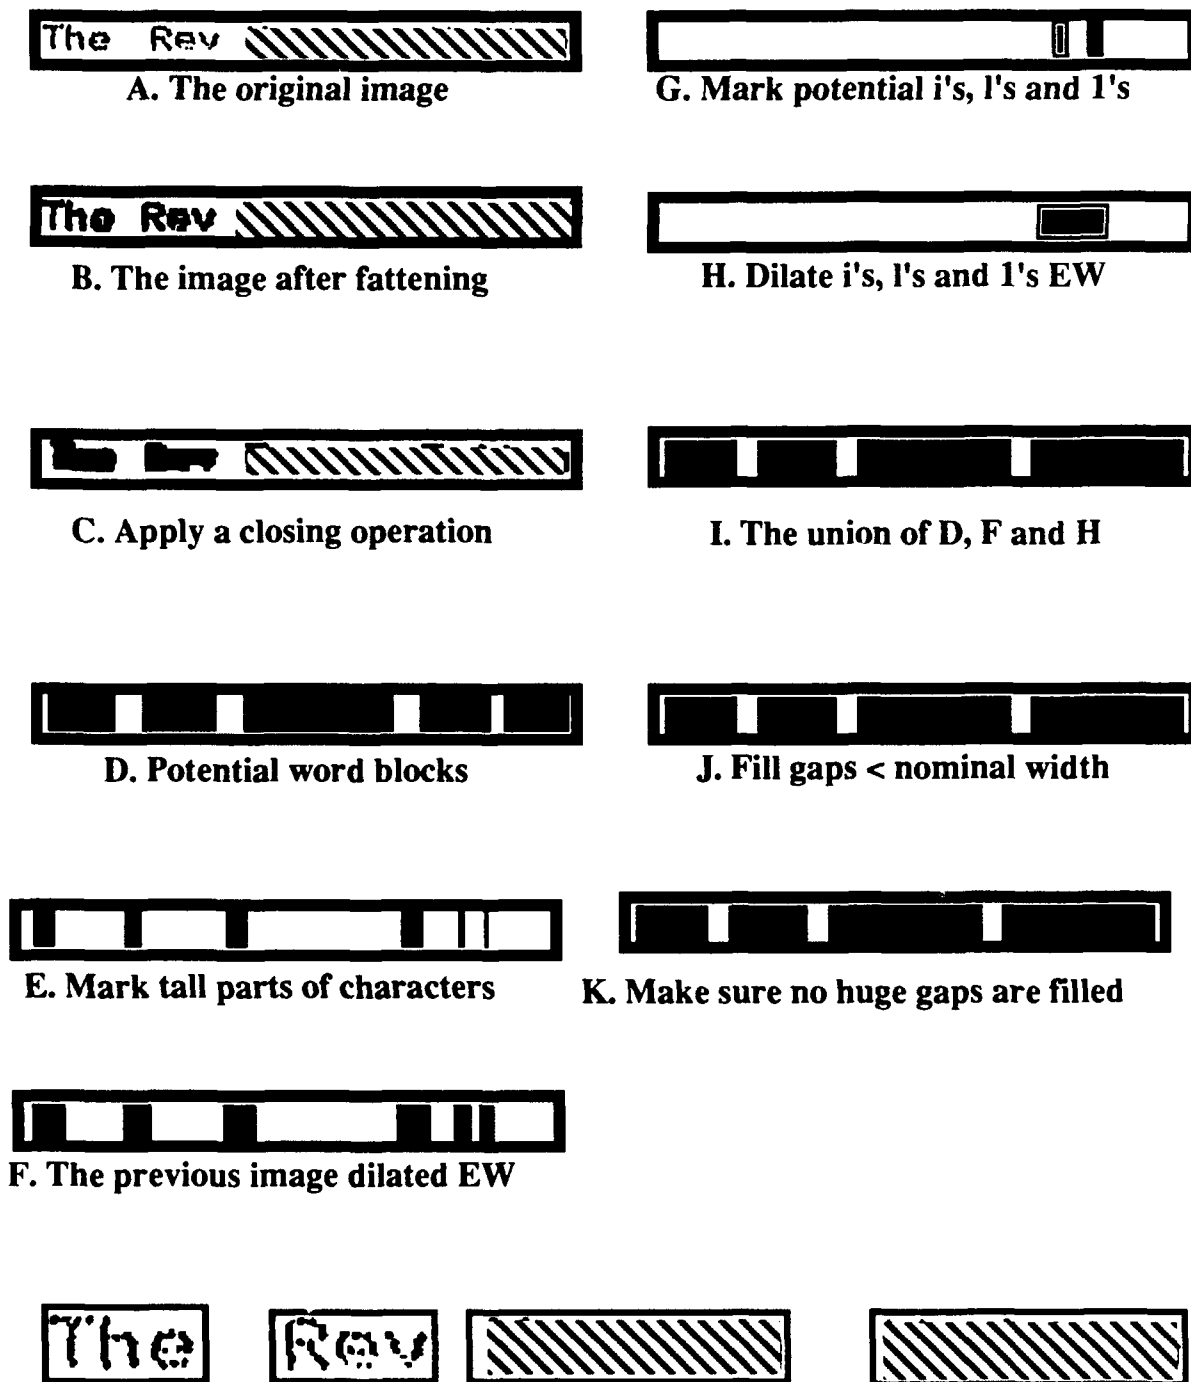 The Rev
A. The original image
The Rev
B. The image after fattening
C. Apply a closing operation
D. Potential word blocks
E. Mark tall parts of characters
F. The previous image dilated EW
G. Mark potential i's, l's and 1's
H. Dilate i's, l's and 1's EW
I. The union of D, F and H
J. Fill gaps < nominal width
K. Make sure no huge gaps are filled
The Rev